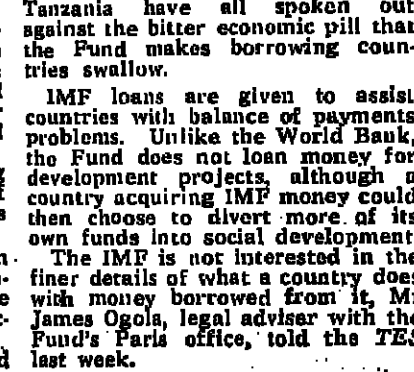 Tanzania have all spoken out
against the bitter economic pill that
the Fund makes borrowing coun-
tries swallow.
IMF loans are given to assist
countries with balance of payments
problems. Unlike the World Bank,
the Fund does not loan money for
development projects, although a
country acquiring IMF money could
then choose to divert more of its
own funds into social development
The IMF is not interested in the
finer details of what a country does
with money borrowed from it, Mr
James Ogola, legal adviser with the
Fund's Paris office, told the TES
last week.